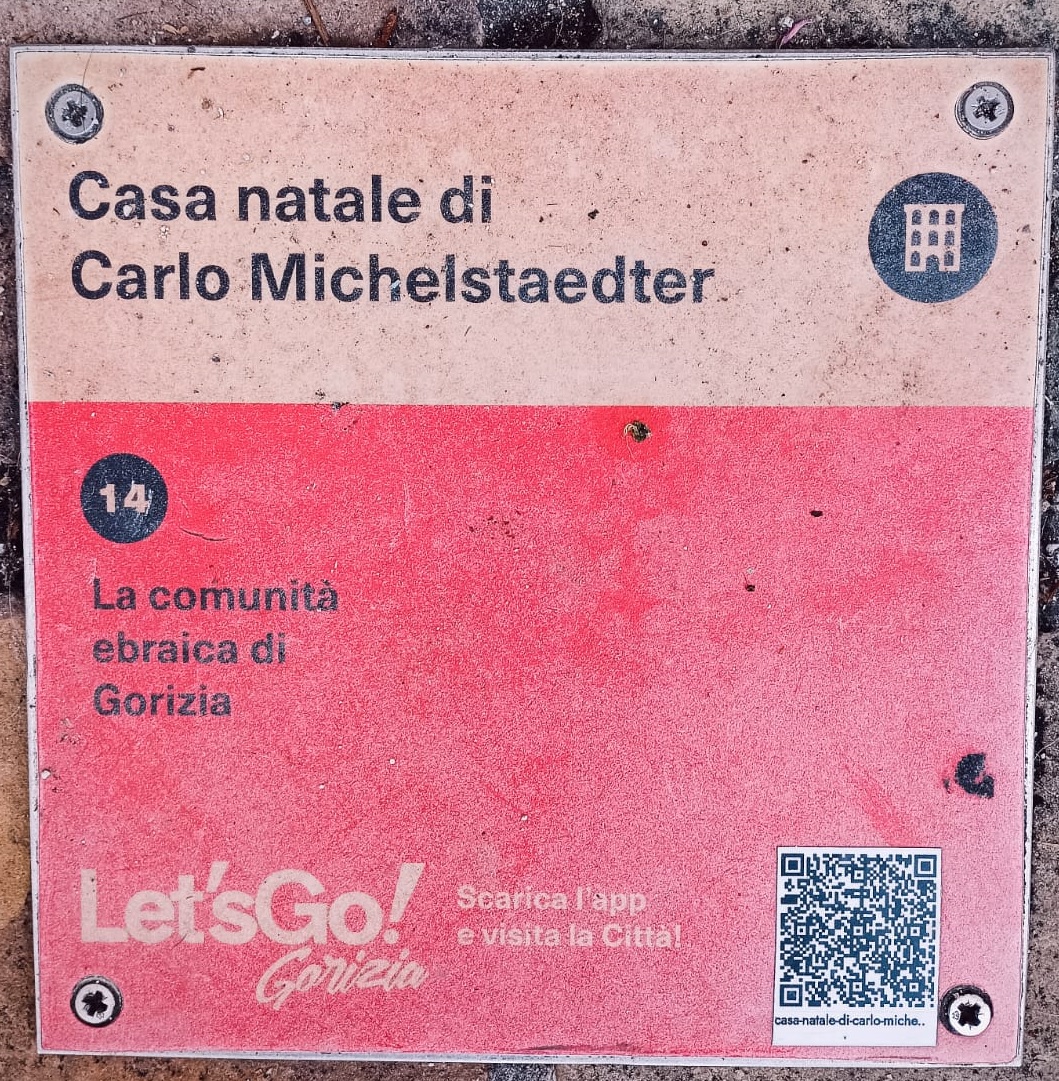 Casa natale di
Carlo Michelstaedter
14
La comunità
ebraica di
Gorizia
Let'sGo!
Gorizia
Scarica l'app
e visita la Città!
casa-natale-di-carlo-miche..